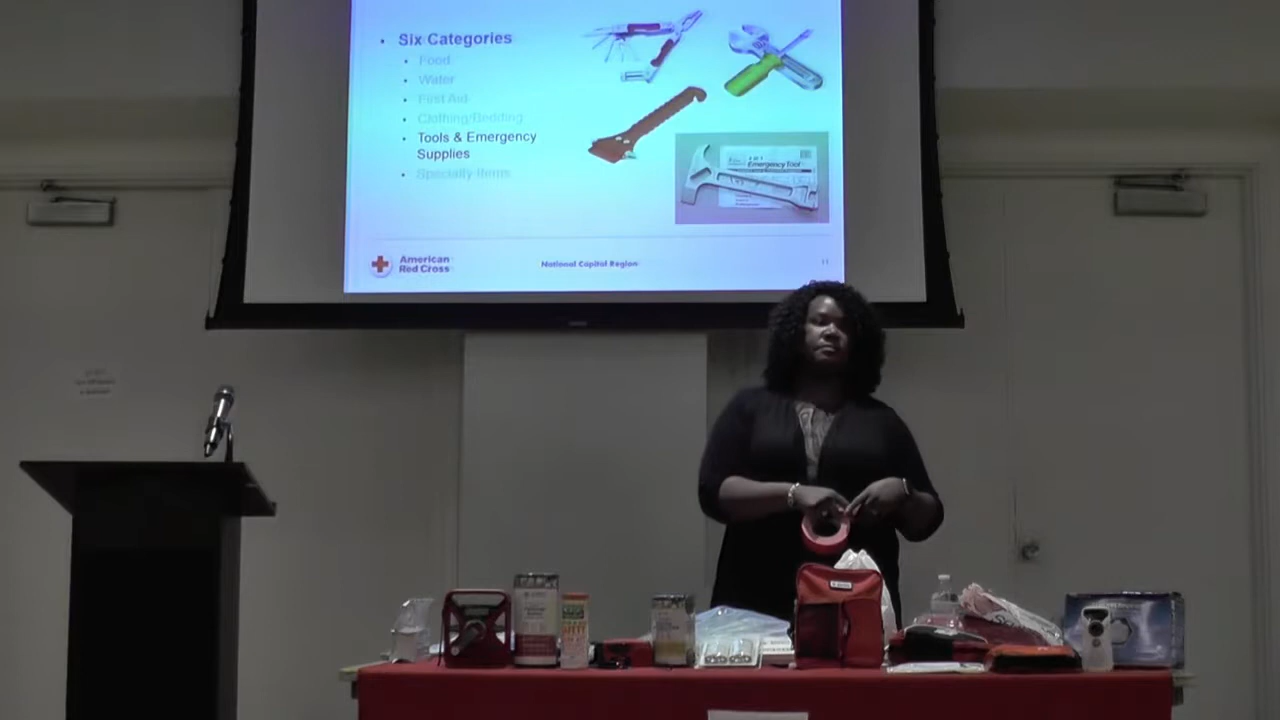 Six Categories
Food
Water
First Aid
Clothing/Bedding
Tools & Emergency
Supplies
Specialty Items
Emergency Tool
American
Red Cross
National Capital Region
11